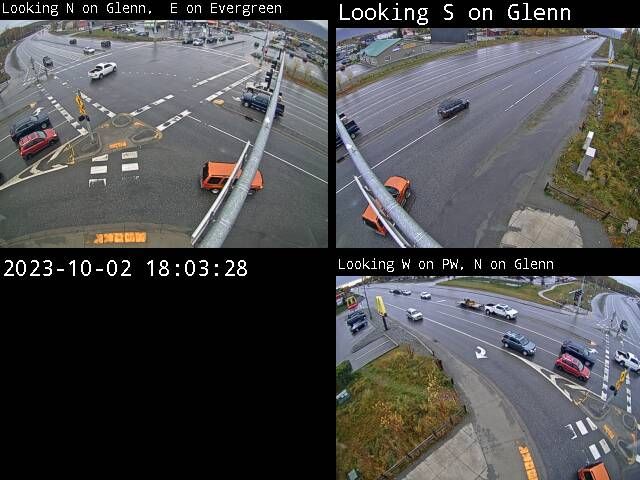 Looking N on Glenn,  E on Evergreen
Looking S on Glenn
2023-10-02 18:03:28
Looking W on PW, N on Glenn